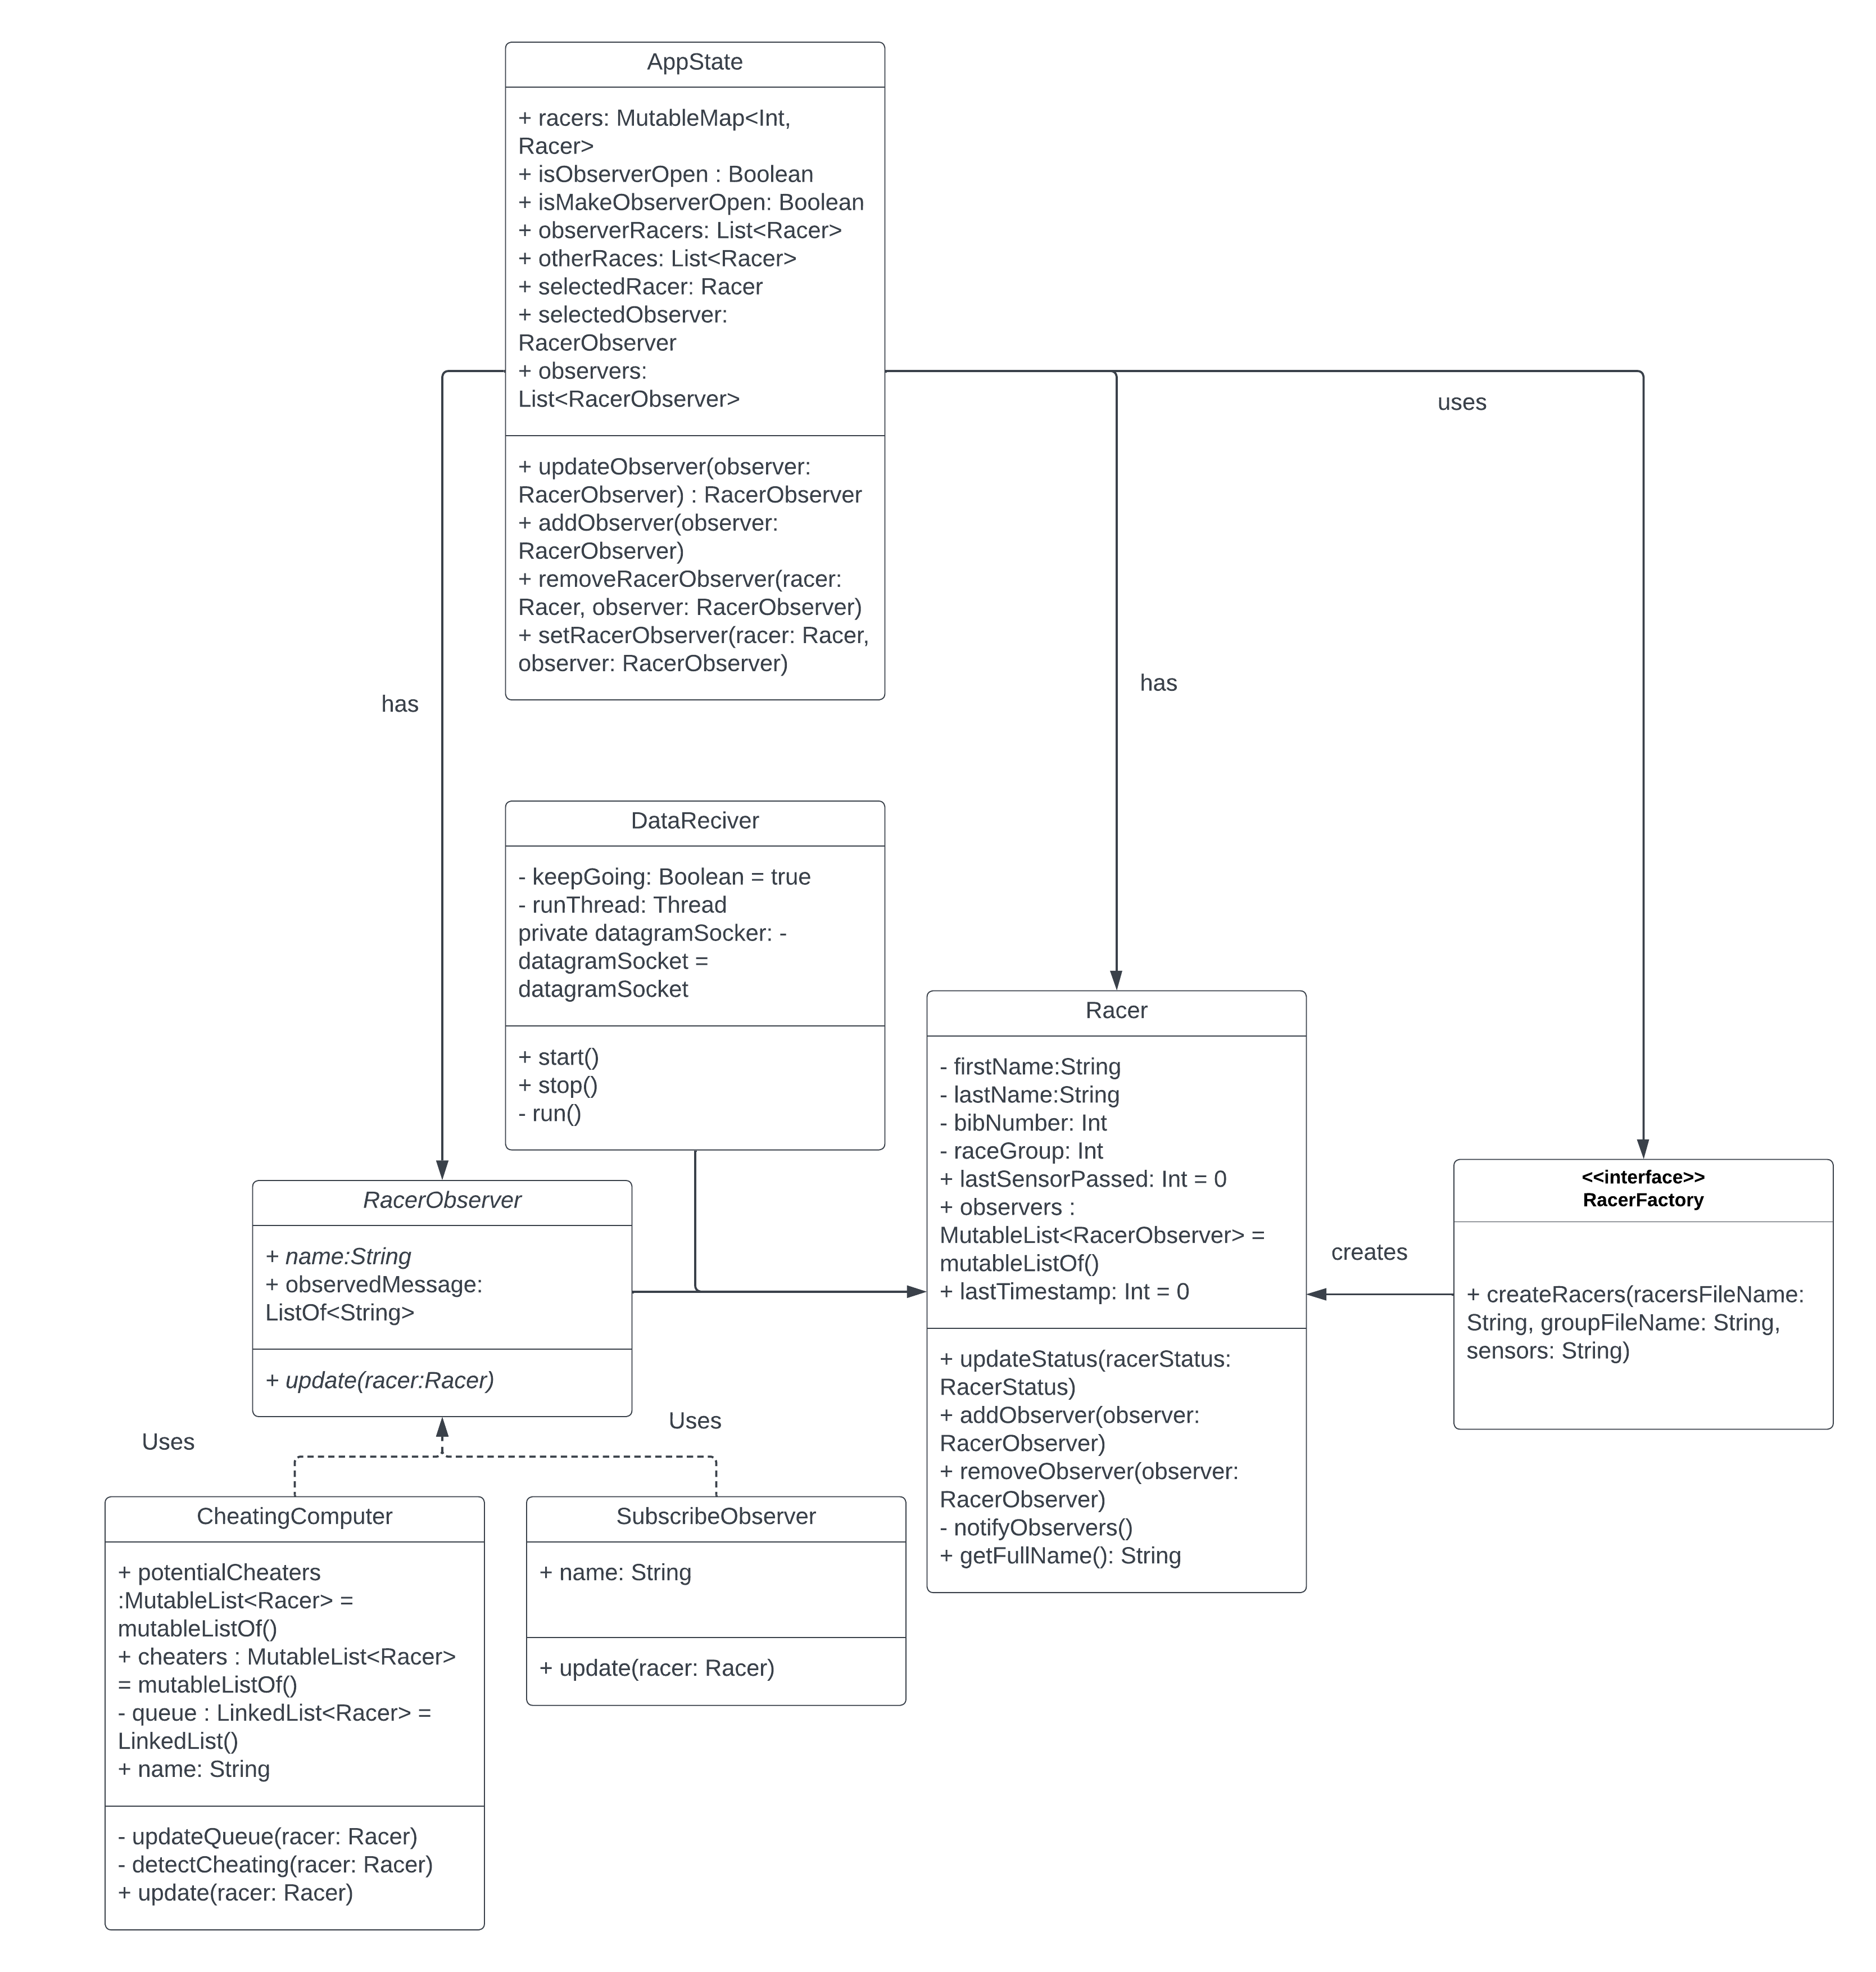 AppState
+ racers: MutableMap<Int,
Racer>
+ isObserverOpen : Boolean
+ isMakeObserverOpen: Boolean
+ observerRacers: List<Racer>
+ otherRaces: List<Racer>
+ selectedRacer: Racer
+ selectedObserver:
RacerObserver
+ observers:
List<RacerObserver>
+ updateObserver(observer:
RacerObserver) : RacerObserver
+ addObserver(observer:
RacerObserver)
+ removeRacerObserver(racer:
Racer, observer: RacerObserver)
+ setRacerObserver(racer: Racer,
observer: RacerObserver)
uses
has
has
DataReciver
- keepGoing: Boolean = true
- runThread: Thread
private datagramSocker: -
datagramSocket =
datagramSocket
+ start()
+ stop()
- run()
Racer
- firstName:String
- lastName:String
- bibNumber: Int
- raceGroup: Int
+ lastSensorPassed: Int = 0
+ observers :
MutableList<RacerObserver> =
mutableListOf()
+ lastTimestamp: Int = 0
+ updateStatus(racerStatus:
RacerStatus)
+ addObserver(observer:
RacerObserver)
+ removeObserver(observer:
RacerObserver)
- notifyObservers()
+ getFullName(): String
<<interface>>
RacerFactory
+ createRacers(racersFileName:
String, groupFileName: String,
sensors: String)
creates
RacerObserver
+ name:String
+ observedMessage:
ListOf<String>
+ update(racer:Racer)
Uses
Uses
CheatingComputer
+ potentialCheaters
:MutableList<Racer> =
mutableListOf()
+ cheaters : MutableList<Racer>
= mutableListOf()
- queue : LinkedList<Racer> =
LinkedList()
+ name: String
- updateQueue(racer: Racer)
- detectCheating(racer: Racer)
+ update(racer: Racer)
SubscribeObserver
+ name: String
+ update(racer: Racer)